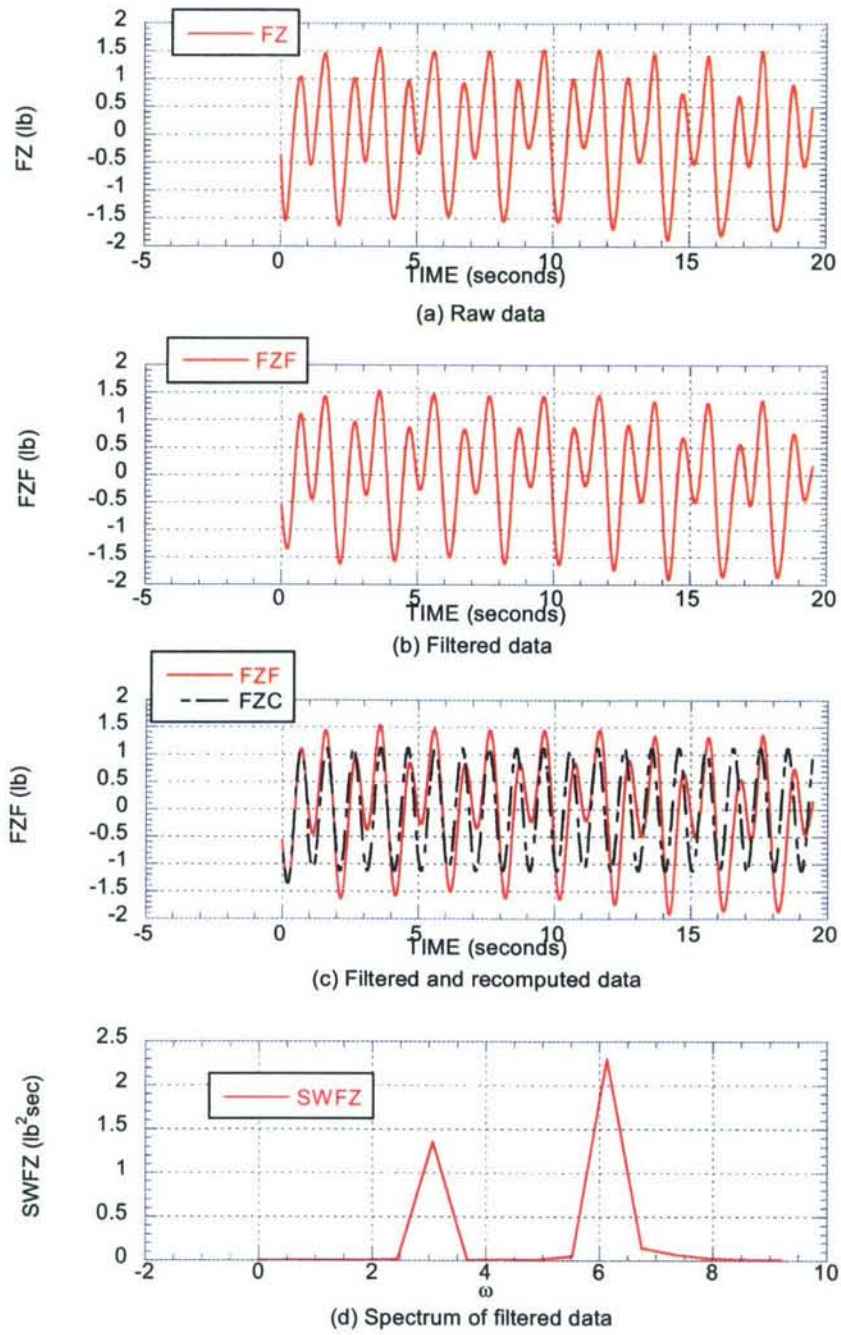 FZ
2
1.5
1
0.5
0
-0.5
-1
-1.5
-2
FZ (lb)
-5 0 5 10 15 20
TIME (seconds)
(a) Raw data
FZF
2
1.5
1
0.5
0
-0.5
-1
-1.5
-2
FZF (lb)
-5 0 5 10 15 20
TIME (seconds)
(b) Filtered data
FZF
FZC
2
1.5
1
0.5
0
-0.5
-1
-1.5
-2
FZF (lb)
-5 0 5 10 15 20
TIME (seconds)
(c) Filtered and recomputed data
2.5
2
1.5
1
0.5
0
SWFZ (lb²sec)
SWFZ
-2 0 2 4 6 8 10
ω
(d) Spectrum of filtered data